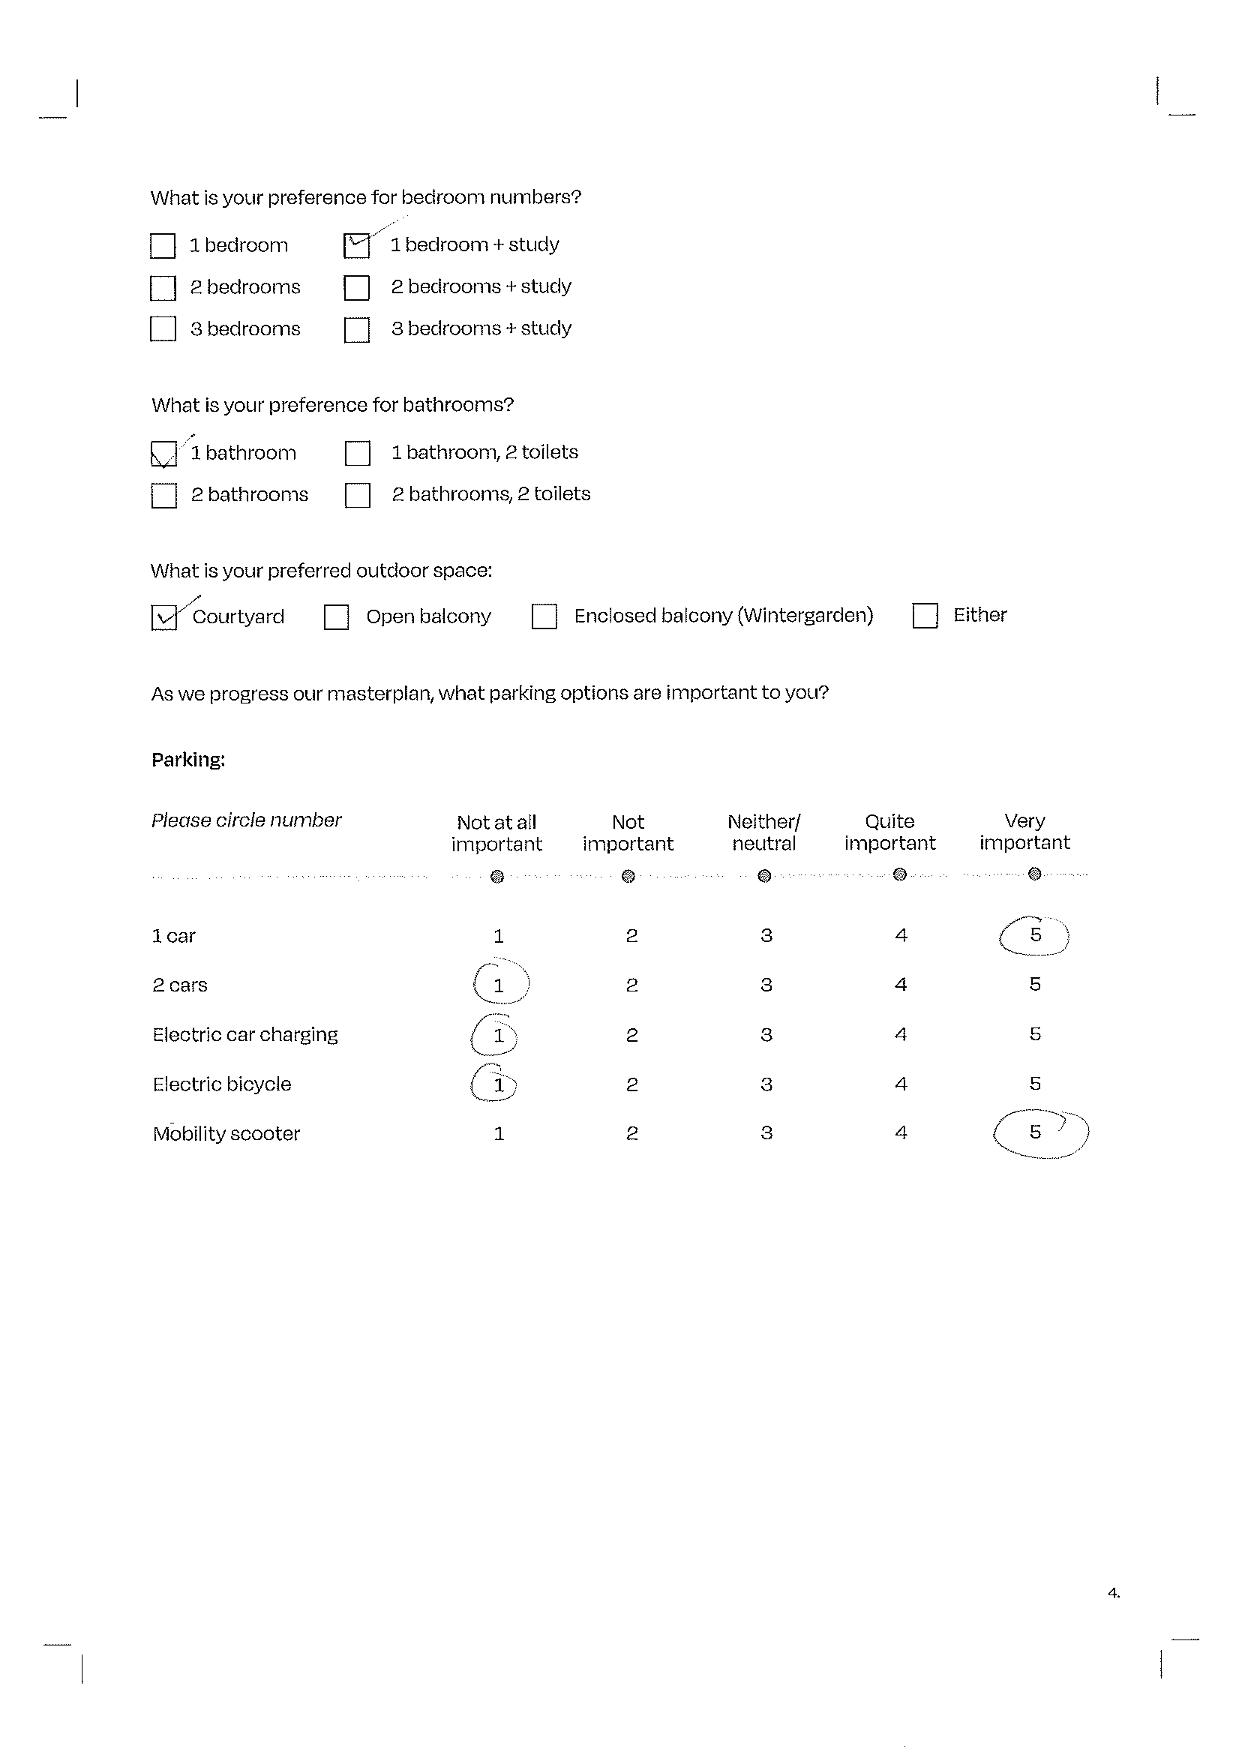 What is your preference for bedroom numbers?
1 bedroom 1 bedroom + study
2 bedrooms 2 bedrooms + study
3 bedrooms 3 bedrooms + study
What is your preference for bathrooms?
1 bathroom 1 bathroom, 2 toilets
2 bathrooms 2 bathrooms, 2 toilets
What is your preferred outdoor space:
Courtyard Open balcony Enclosed balcony (Wintergarden) Either
As we progress our masterplan, what parking options are important to you?
Parking:
Please circle number Not at all Not Neither/ Quite Very
important important neutral important important
1 car 1 2 3 4 5
2 cars 1 2 3 4 5
Electric car charging 1 2 3 4 5
Electric bicycle 1 2 3 4 5
Mobility scooter 1 2 3 4 5
4.